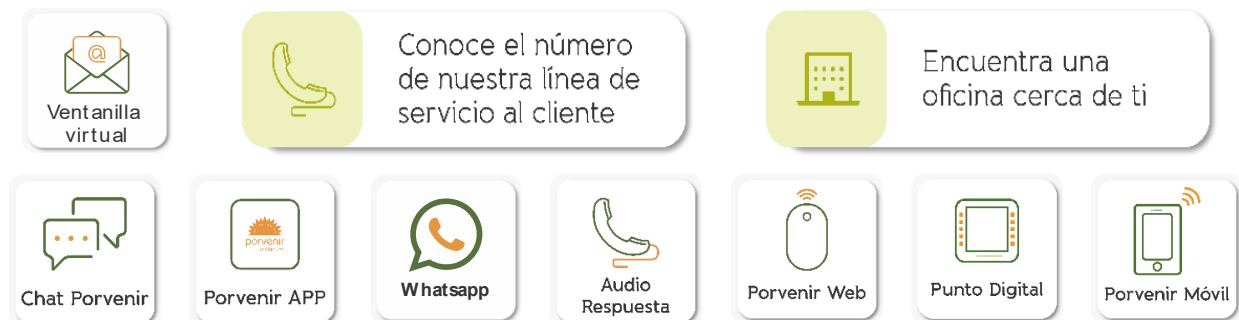 @
Ventanilla
virtual
Conoce el número
de nuestra línea de
servicio al cliente
Encuentra una
oficina cerca de ti
Chat Porvenir
porvenir
Porvenir APP
Whatsapp
Audio
Respuesta
Porvenir Web
Punto Digital
Porvenir Móvil